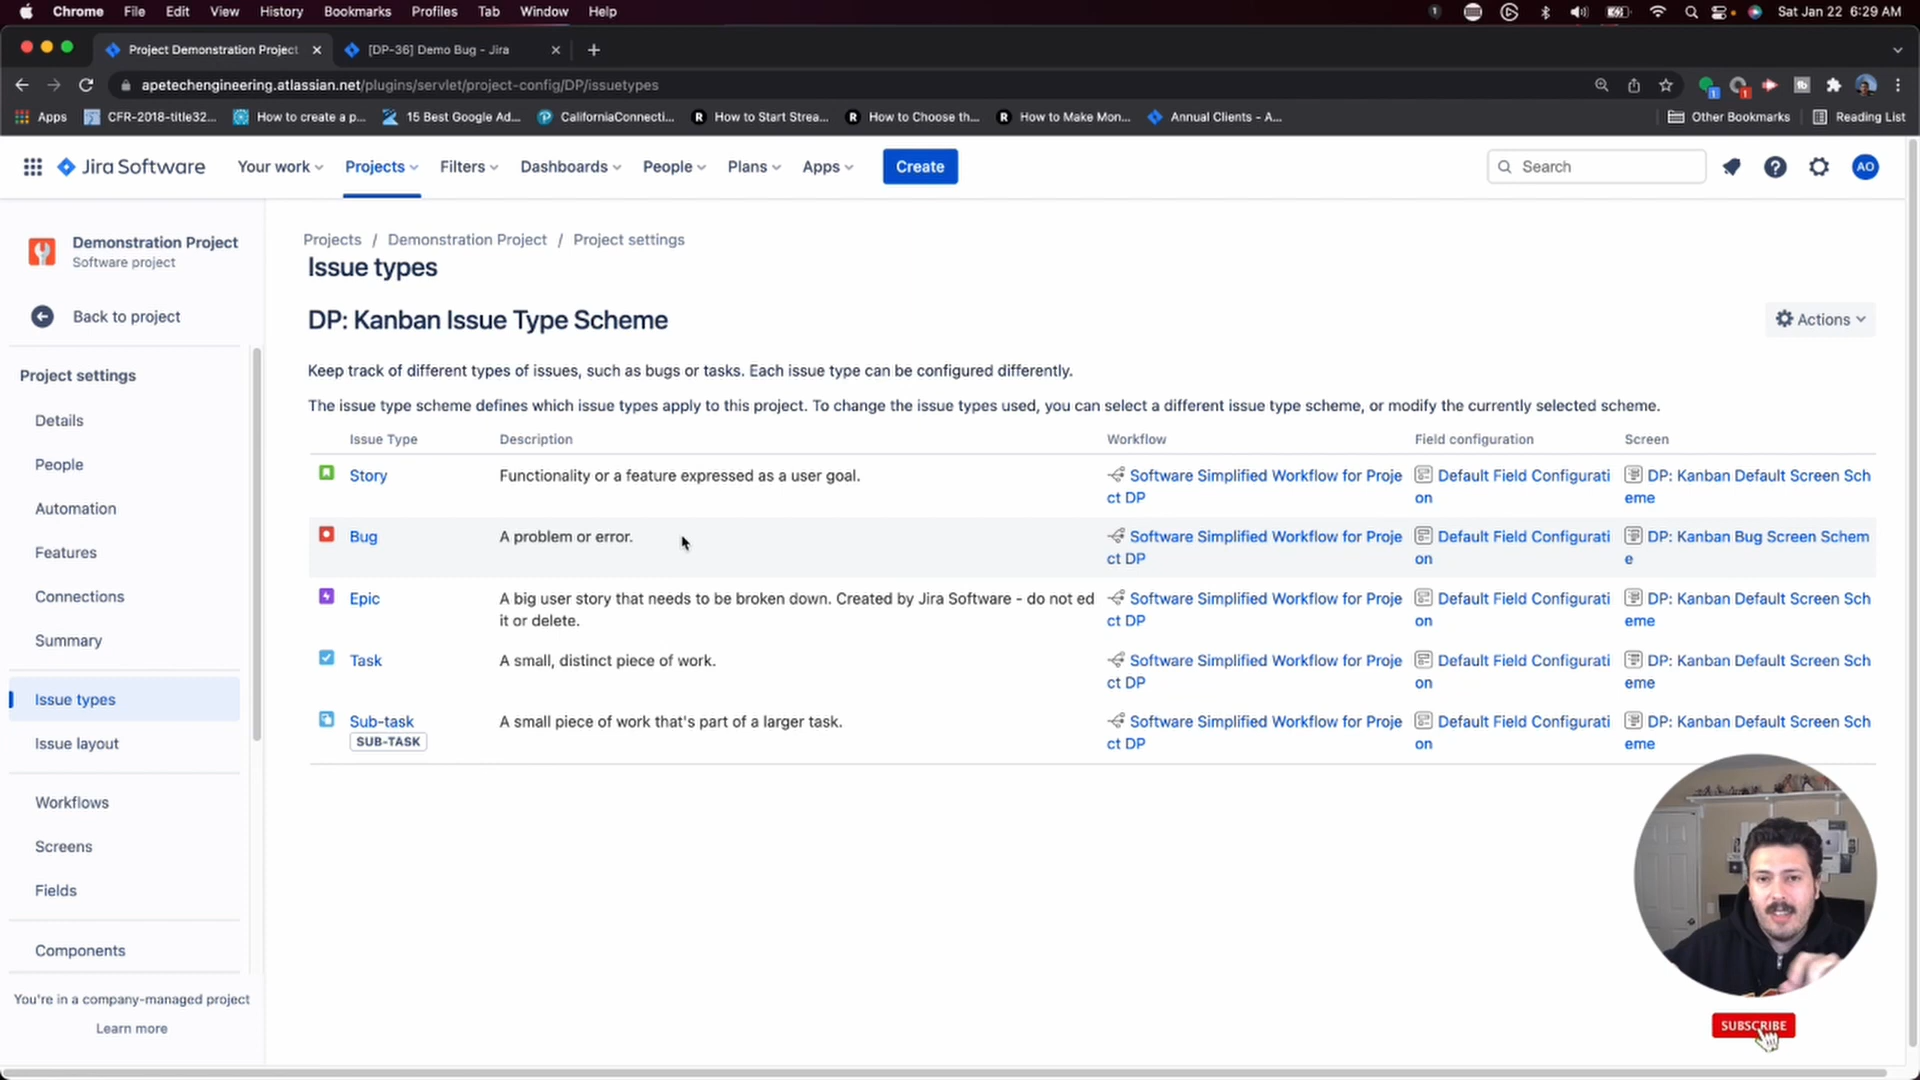 Chrome File Edit View History Bookmarks Profiles Tab Window Help
Sat Jan 22 6:29 AM
Project Demonstration Project
[DP-36] Demo Bug - Jira
apetechengineering.atlassian.net/plugins/servlet/project-config/DP/issuetypes
Apps CFR-2018-title32... How to create a p... 15 Best Google Ad... CaliforniaConnecti... How to Start Strea... How to Choose th... How to Make Mon... Annual Clients - A... Other Bookmarks Reading List
Jira Software Your work Projects Filters Dashboards People Plans Apps Create Search AO
Demonstration Project
Software project
Back to project
Project settings
Details
People
Automation
Features
Connections
Summary
Issue types
Issue layout
Workflows
Screens
Fields
Components
You're in a company-managed project
Learn more
Projects / Demonstration Project / Project settings
Issue types
DP: Kanban Issue Type Scheme
Actions
Keep track of different types of issues, such as bugs or tasks. Each issue type can be configured differently.
The issue type scheme defines which issue types apply to this project. To change the issue types used, you can select a different issue type scheme, or modify the currently selected scheme.
Issue Type Description Workflow Field configuration Screen
Story Functionality or a feature expressed as a user goal. Software Simplified Workflow for Proje Default Field Configurati DP: Kanban Default Screen Sch
ct DP on eme
Bug A problem or error. Software Simplified Workflow for Proje Default Field Configurati DP: Kanban Bug Screen Schem
ct DP on e
Epic A big user story that needs to be broken down. Created by Jira Software - do not ed Software Simplified Workflow for Proje Default Field Configurati DP: Kanban Default Screen Sch
it or delete. ct DP on eme
Task A small, distinct piece of work. Software Simplified Workflow for Proje Default Field Configurati DP: Kanban Default Screen Sch
ct DP on eme
Sub-task A small piece of work that's part of a larger task. Software Simplified Workflow for Proje Default Field Configurati DP: Kanban Default Screen Sch
SUB-TASK ct DP on eme
SUBSCRIBE